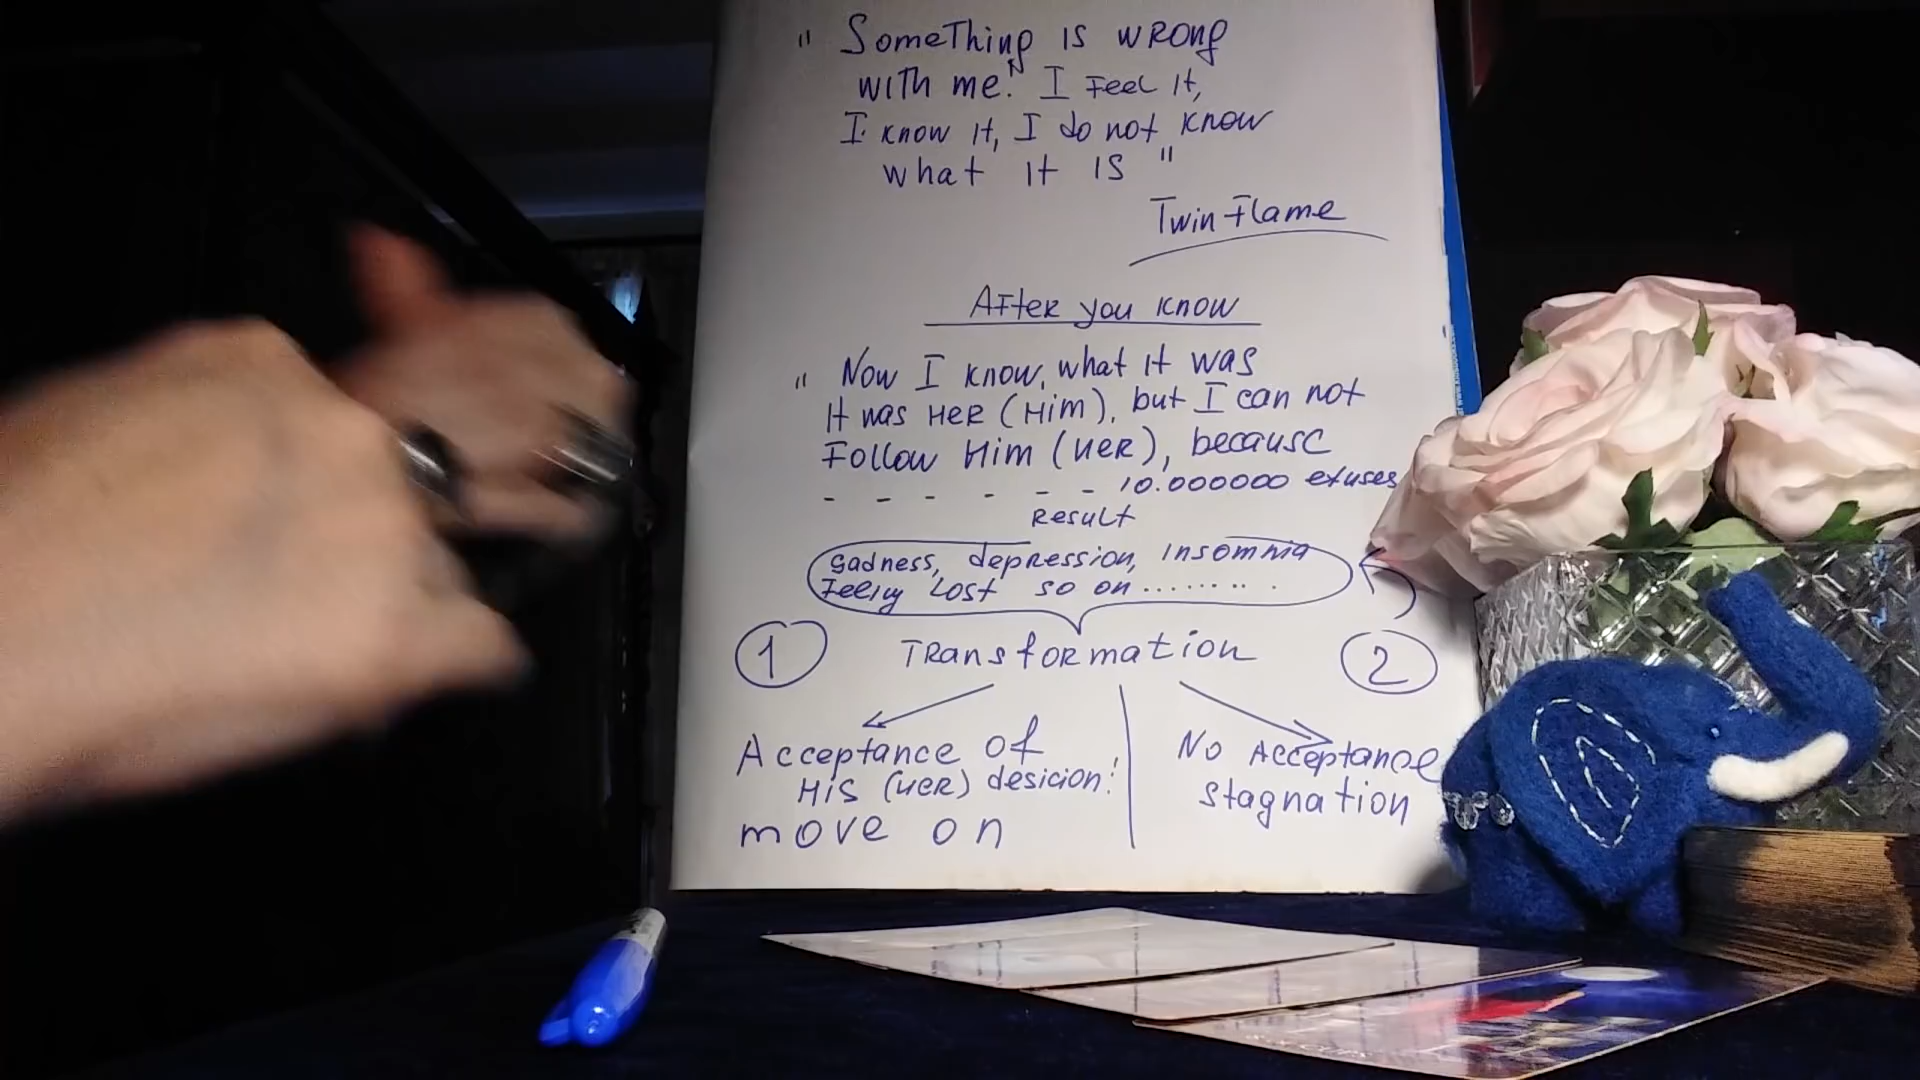 " Something is wrong
with me." I feel it,
I know it, I do not know
what it is "
Twin Flame
After you know
" Now I know, what it was
It was HER (Him), but I can not
Follow Him (HER), because
- - - - - - 10.000000 exuses
Result
sadness, depression, insomnia
Feeliy Lost so on ........ .
1 Transformation 2
Acceptance of
His (HER) desicion!
move on
No Acceptance
stagnation